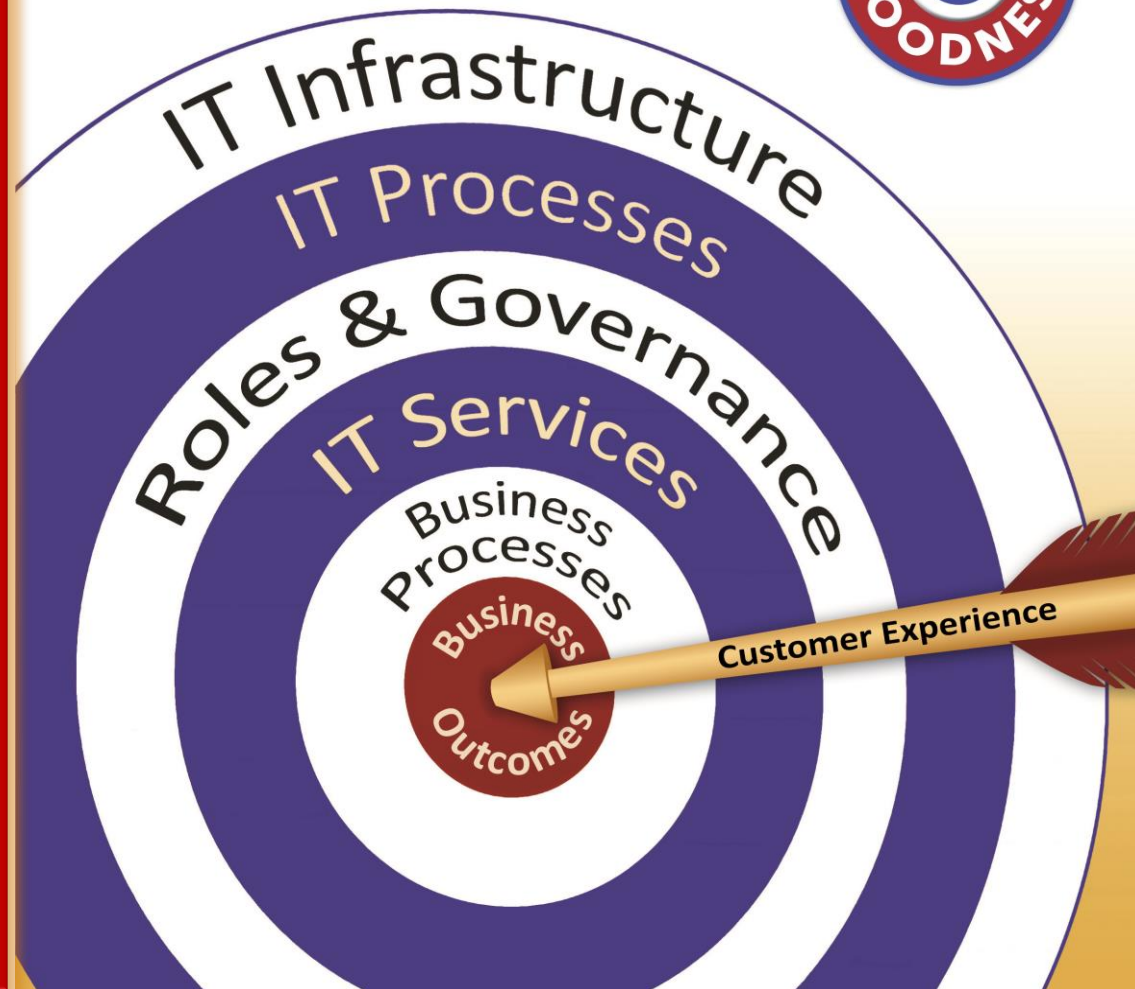 IT Infrastructure
IT Processes
Roles & Governance
IT Services
Business
Processes
Business
Outcomes
Customer Experience